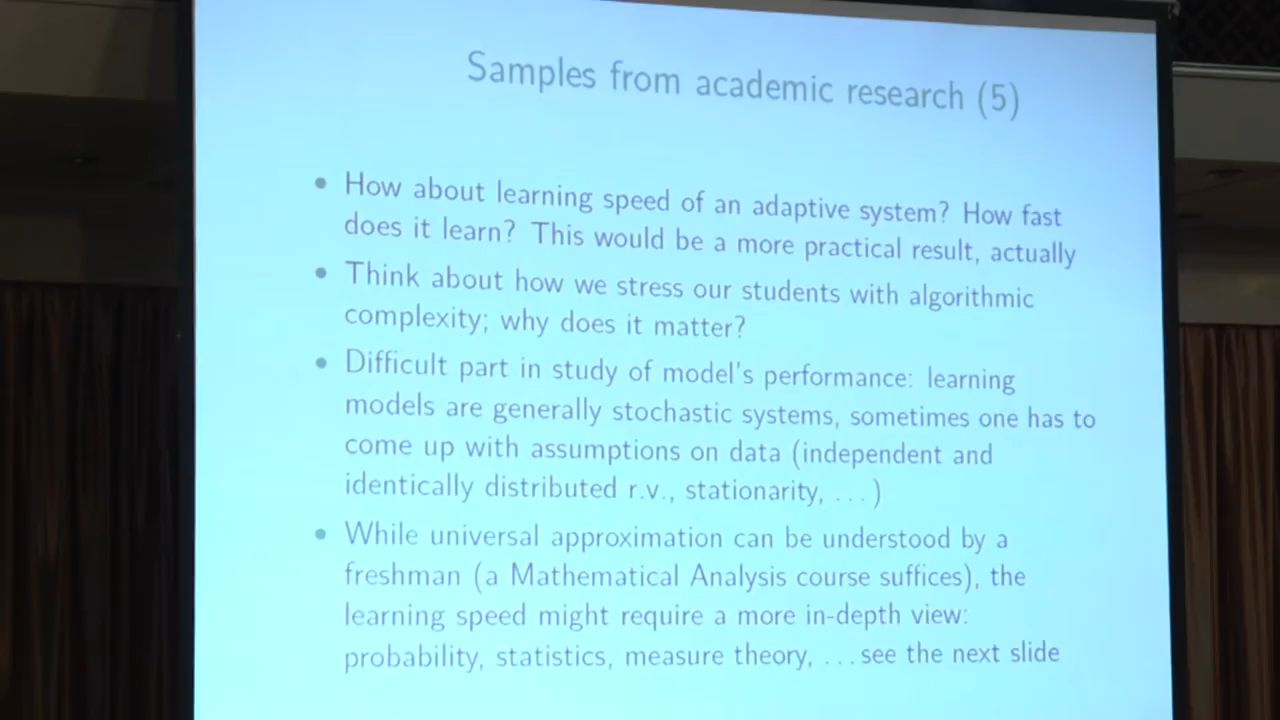 Samples from academic research (5)
• How about learning speed of an adaptive system? How fast
does it learn? This would be a more practical result, actually
• Think about how we stress our students with algorithmic
complexity; why does it matter?
• Difficult part in study of model's performance: learning
models are generally stochastic systems, sometimes one has to
come up with assumptions on data (independent and
identically distributed r.v., stationarity, ...)
• While universal approximation can be understood by a
freshman (a Mathematical Analysis course suffices), the
learning speed might require a more in-depth view:
probability, statistics, measure theory, ... see the next slide